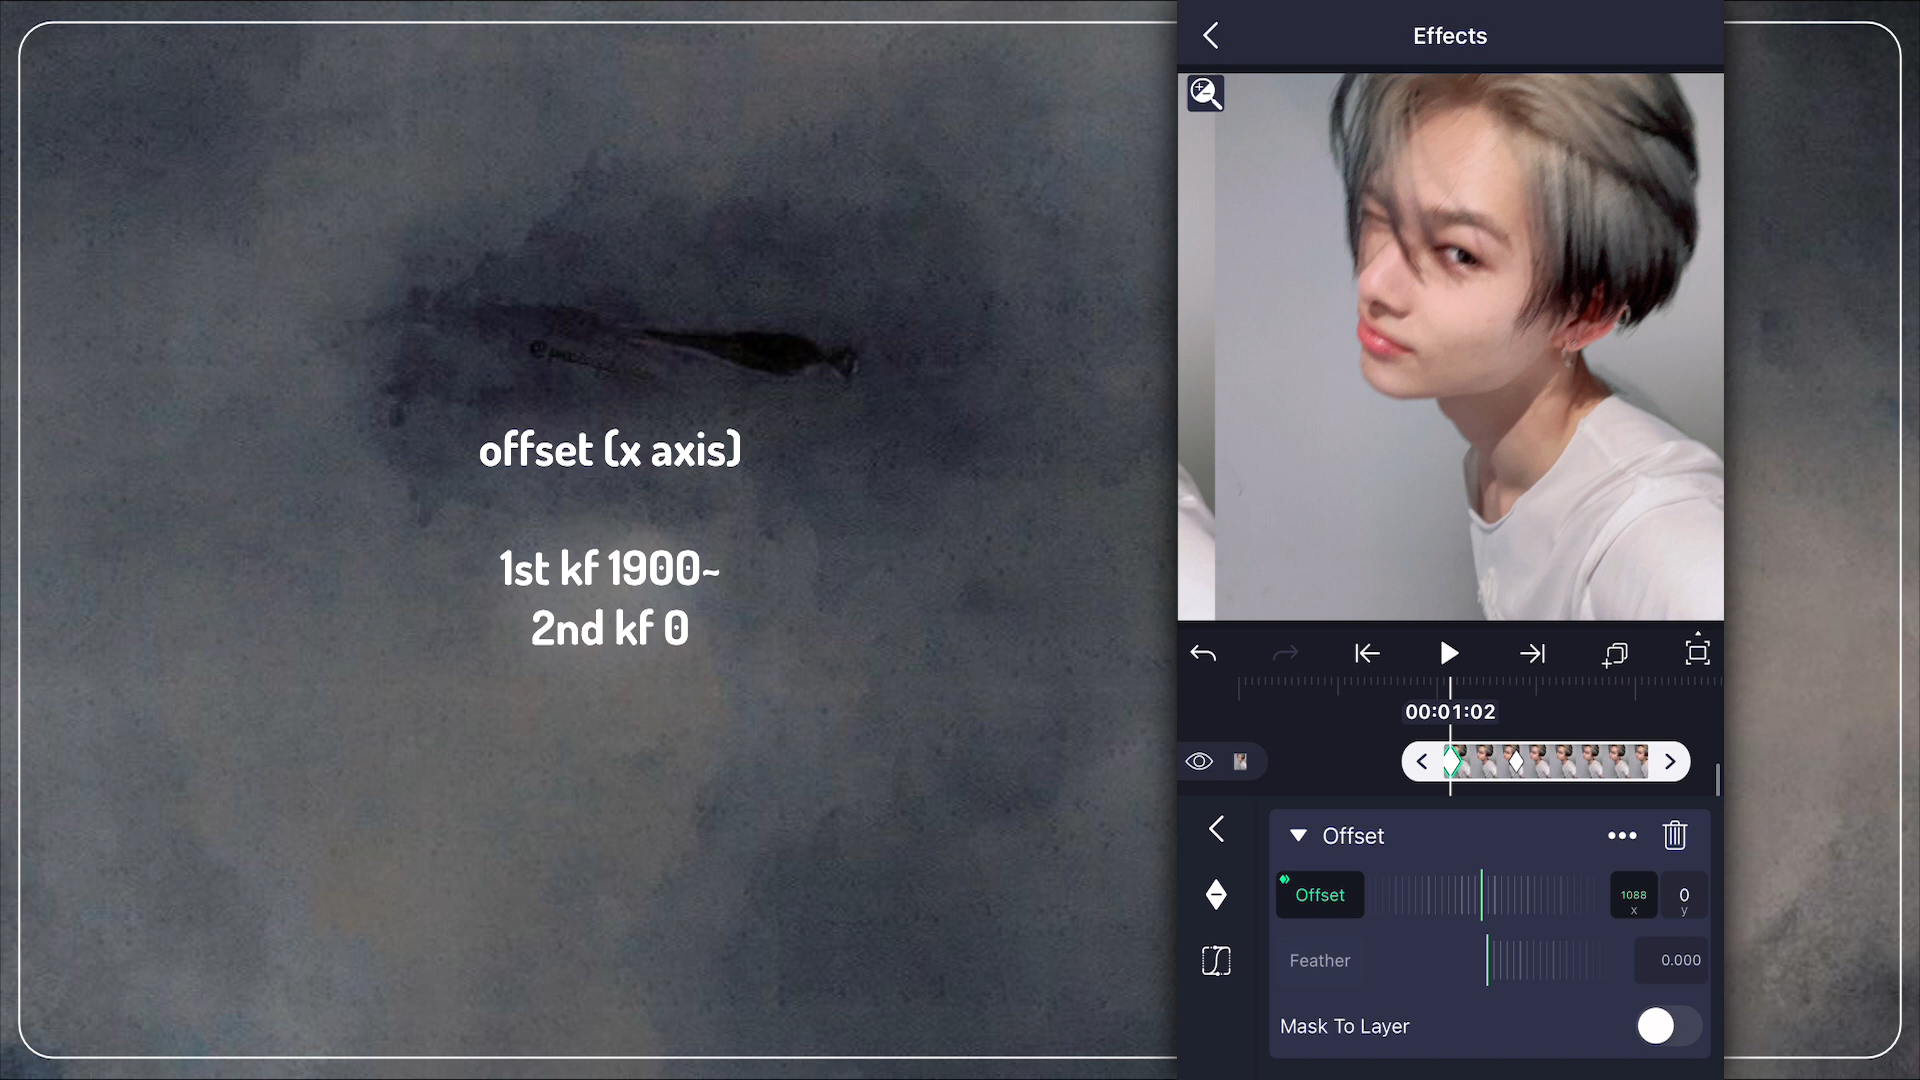 Effects
offset (x axis)
1st kf 1900~
2nd kf 0
00:01:02
Offset
Offset
1088
x
0
y
Feather
0.000
Mask To Layer